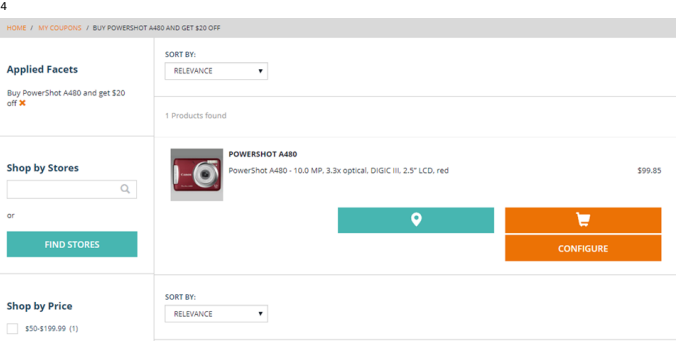 4
HOME / MY COUPONS / BUY POWERSHOT A480 AND GET $20 OFF
Applied Facets
Buy PowerShot A480 and get $20
off ✖
Shop by Stores
or
FIND STORES
Shop by Price
$50-$199.99 (1)
SORT BY:
RELEVANCE
1 Products found
POWERSHOT A480
PowerShot A480 - 10.0 MP, 3.3x optical, DIGIC III, 2.5" LCD, red
$99.85
CONFIGURE
SORT BY:
RELEVANCE